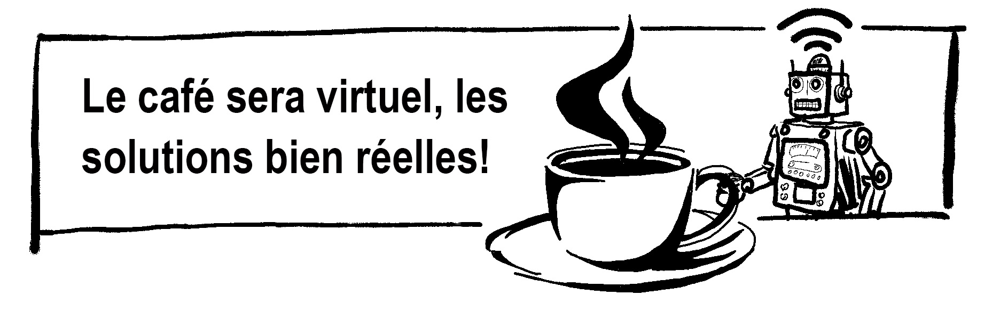 Le café sera virtuel, les
solutions bien réelles!